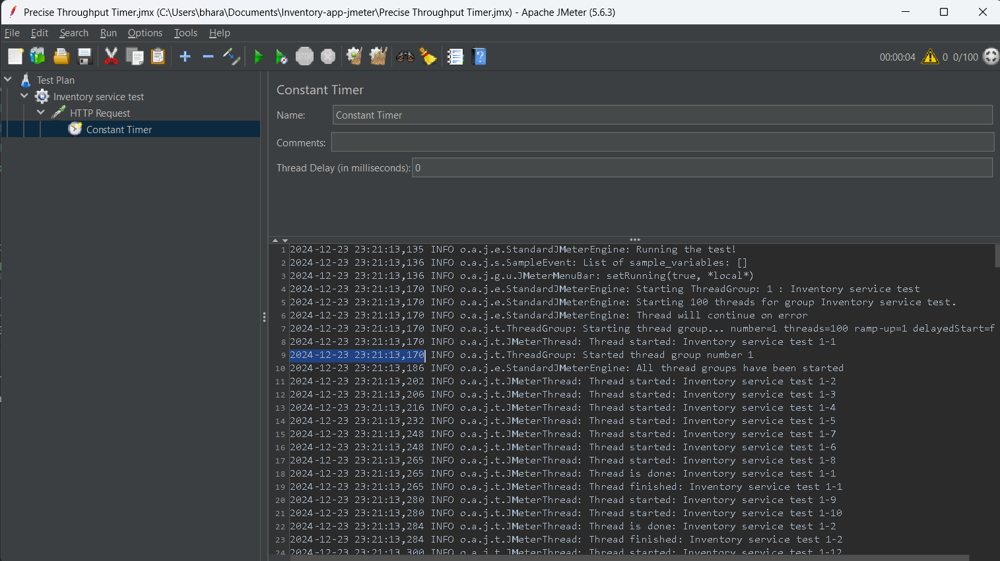 Precise Throughput Timer.jmx (C:\Users\bhara\Documents\Inventory-app-jmeter\Precise Throughput Timer.jmx) - Apache JMeter (5.6.3)
File Edit Search Run Options Tools Help
STOP
00:00:04 0 0/100
Test Plan
Inventory service test
HTTP Request
Constant Timer
Constant Timer
Name: Constant Timer
Comments:
Thread Delay (in milliseconds): 0
1 2024-12-23 23:21:13,135 INFO o.a.j.e.StandardJMeterEngine: Running the test!
2 2024-12-23 23:21:13,136 INFO o.a.j.s.SampleEvent: List of sample_variables: []
3 2024-12-23 23:21:13,136 INFO o.a.j.g.u.JMeterMenuBar: setRunning(true, *local*)
4 2024-12-23 23:21:13,170 INFO o.a.j.e.StandardJMeterEngine: Starting ThreadGroup: 1 : Inventory service test
5 2024-12-23 23:21:13,170 INFO o.a.j.e.StandardJMeterEngine: Starting 100 threads for group Inventory service test.
6 2024-12-23 23:21:13,170 INFO o.a.j.e.StandardJMeterEngine: Thread will continue on error
7 2024-12-23 23:21:13,170 INFO o.a.j.t.ThreadGroup: Starting thread group... number=1 threads=100 ramp-up=1 delayedStart=f
8 2024-12-23 23:21:13,170 INFO o.a.j.t.JMeterThread: Thread started: Inventory service test 1-1
9 2024-12-23 23:21:13,170 INFO o.a.j.t.ThreadGroup: Started thread group number 1
10 2024-12-23 23:21:13,186 INFO o.a.j.e.StandardJMeterEngine: All thread groups have been started
11 2024-12-23 23:21:13,202 INFO o.a.j.t.JMeterThread: Thread started: Inventory service test 1-2
12 2024-12-23 23:21:13,206 INFO o.a.j.t.JMeterThread: Thread started: Inventory service test 1-3
13 2024-12-23 23:21:13,216 INFO o.a.j.t.JMeterThread: Thread started: Inventory service test 1-4
14 2024-12-23 23:21:13,232 INFO o.a.j.t.JMeterThread: Thread started: Inventory service test 1-5
15 2024-12-23 23:21:13,248 INFO o.a.j.t.JMeterThread: Thread started: Inventory service test 1-7
16 2024-12-23 23:21:13,248 INFO o.a.j.t.JMeterThread: Thread started: Inventory service test 1-6
17 2024-12-23 23:21:13,265 INFO o.a.j.t.JMeterThread: Thread started: Inventory service test 1-8
18 2024-12-23 23:21:13,265 INFO o.a.j.t.JMeterThread: Thread is done: Inventory service test 1-1
19 2024-12-23 23:21:13,265 INFO o.a.j.t.JMeterThread: Thread finished: Inventory service test 1-1
20 2024-12-23 23:21:13,280 INFO o.a.j.t.JMeterThread: Thread started: Inventory service test 1-9
21 2024-12-23 23:21:13,280 INFO o.a.j.t.JMeterThread: Thread started: Inventory service test 1-10
22 2024-12-23 23:21:13,284 INFO o.a.j.t.JMeterThread: Thread is done: Inventory service test 1-2
23 2024-12-23 23:21:13,284 INFO o.a.j.t.JMeterThread: Thread finished: Inventory service test 1-2
24 2024-12-23 23:21:13,300 INFO o.a.j.t.JMeterThread: Thread started: Inventory service test 1-12